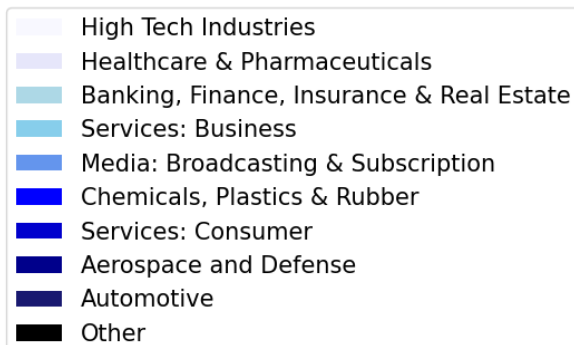 High Tech Industries
Healthcare & Pharmaceuticals
Banking, Finance, Insurance & Real Estate
Services: Business
Media: Broadcasting & Subscription
Chemicals, Plastics & Rubber
Services: Consumer
Aerospace and Defense
Automotive
Other